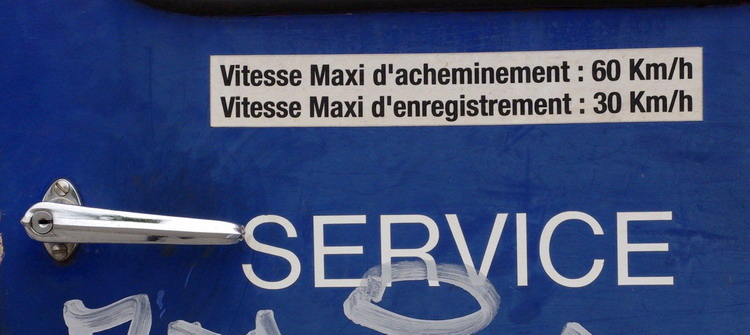 Vitesse Maxi d'acheminement : 60 Km/h
Vitesse Maxi d'enregistrement : 30 Km/h
SERVICE